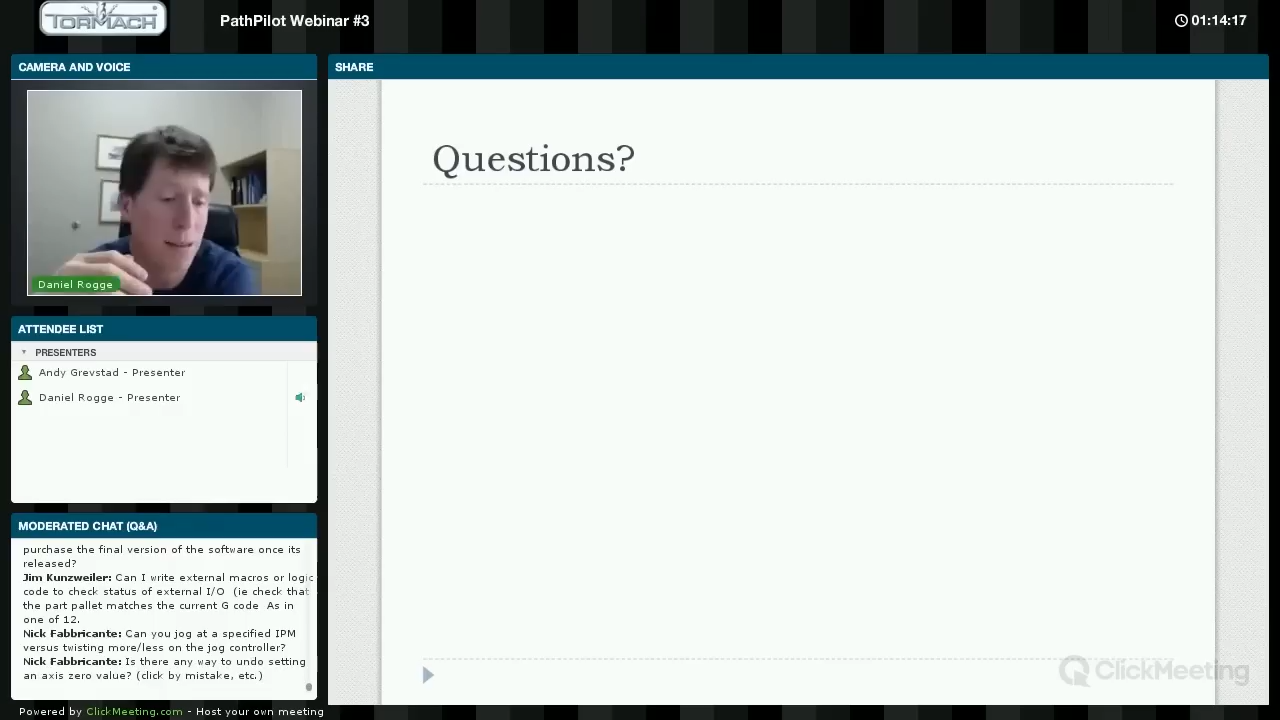 TORMACH
PathPilot Webinar #3
01:14:17
CAMERA AND VOICE
Daniel Rogge
ATTENDEE LIST
PRESENTERS
Andy Grevstad - Presenter
Daniel Rogge - Presenter
MODERATED CHAT (Q&A)
purchase the final version of the software once its
released?
Jim Kunzweiler: Can I write external macros or logic
code to check status of external I/O (ie check that
the part pallet matches the current G code As in
one of 12.
Nick Fabbricante: Can you jog at a specified IPM
versus twisting more/less on the jog controller?
Nick Fabbricante: Is there any way to undo setting
an axis zero value? (click by mistake, etc.)
Powered by ClickMeeting.com - Host your own meeting
SHARE
Questions?
ClickMeeting